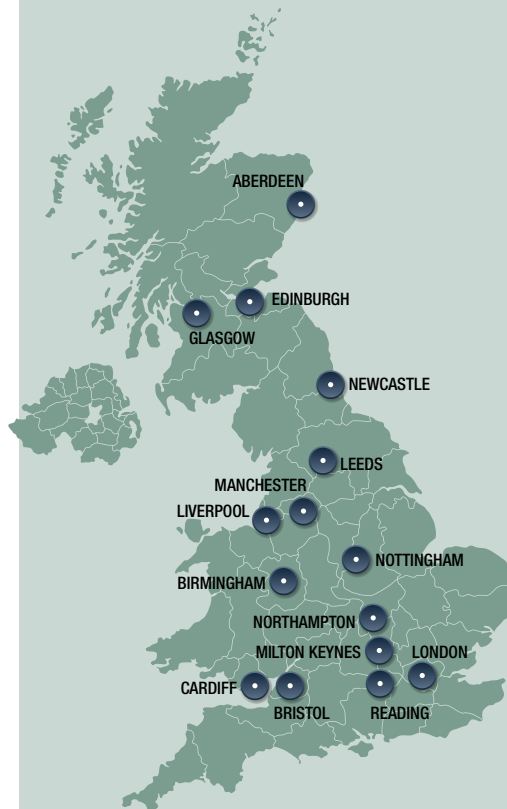 ABERDEEN
EDINBURGH
GLASGOW
NEWCASTLE
LEEDS
MANCHESTER
LIVERPOOL
NOTTINGHAM
BIRMINGHAM
NORTHAMPTON
MILTON KEYNES
LONDON
CARDIFF
BRISTOL
READING